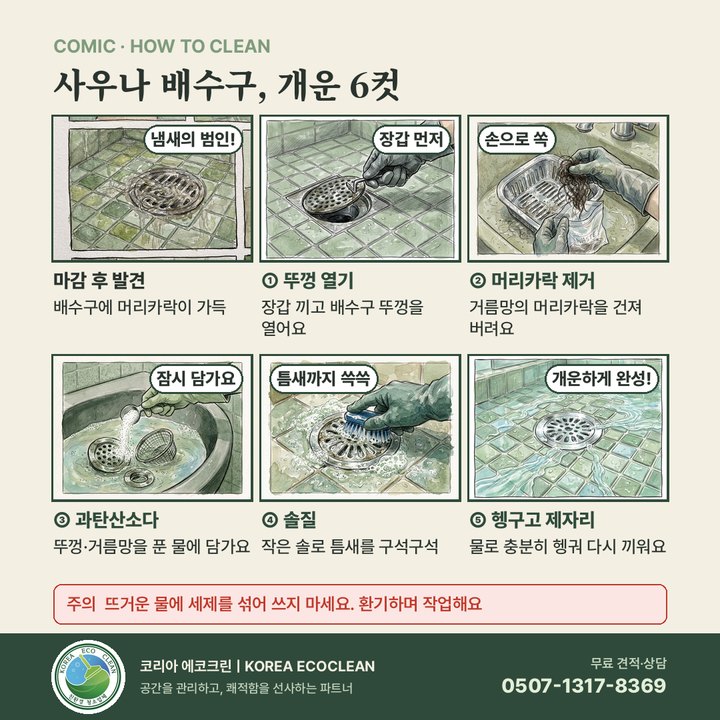 COMIC · HOW TO CLEAN
사우나 배수구, 개운 6컷
냄새의 범인!
장갑 먼저
손으로 쏙
마감 후 발견
배수구에 머리카락이 가득
① 뚜껑 열기
장갑 끼고 배수구 뚜껑을
열어요
② 머리카락 제거
거름망의 머리카락을 건져
버려요
잠시 담가요
틈새까지 쓱쓱
개운하게 완성!
③ 과탄산소다
뚜껑·거름망을 푼 물에 담가요
④ 솔질
작은 솔로 틈새를 구석구석
⑤ 헹구고 제자리
물로 충분히 헹궈 다시 끼워요
주의 뜨거운 물에 세제를 섞어 쓰지 마세요. 환기하며 작업해요
KOREA ECO CLEAN
코리아 에코크린 | KOREA ECOCLEAN
공간을 관리하고, 쾌적함을 선사하는 파트너
무료 견적·상담
0507-1317-8369